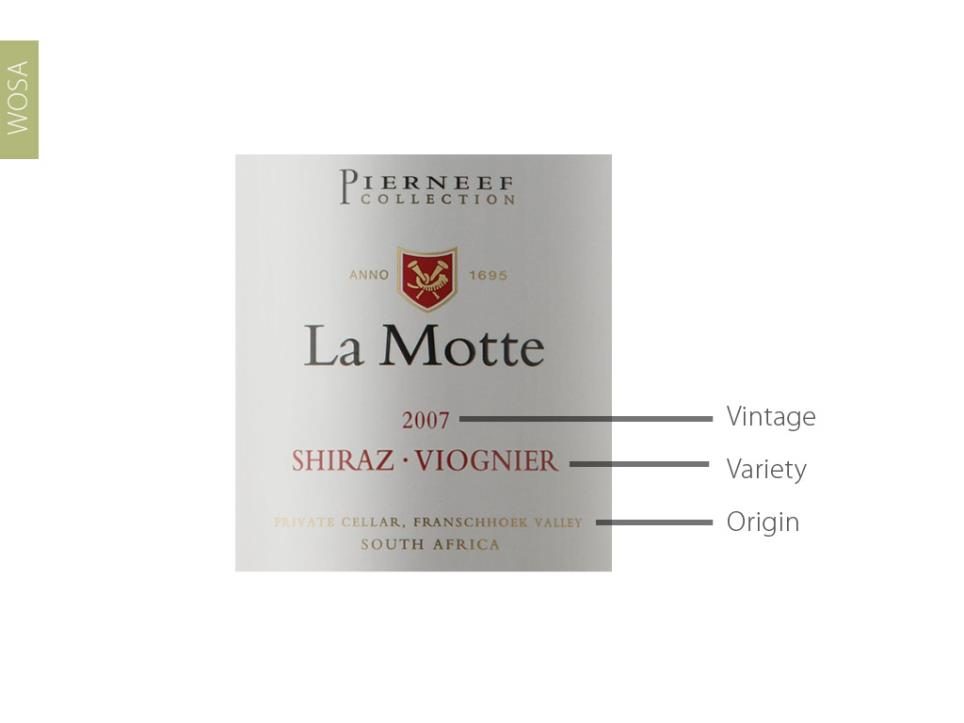 WOSA
PIERNEEF
COLLECTION
ANNO 1695
La Motte
2007
Vintage
SHIRAZ · VIOGNIER
Variety
PRIVATE CELLAR, FRANSCHHOEK VALLEY
Origin
SOUTH AFRICA